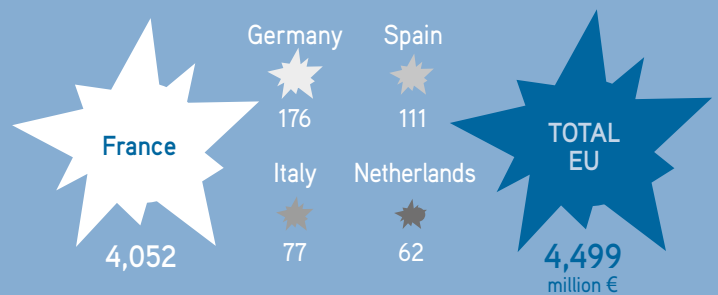 France
4,052
Germany
176
Spain
111
Italy
77
Netherlands
62
TOTAL
EU
4,499
million €